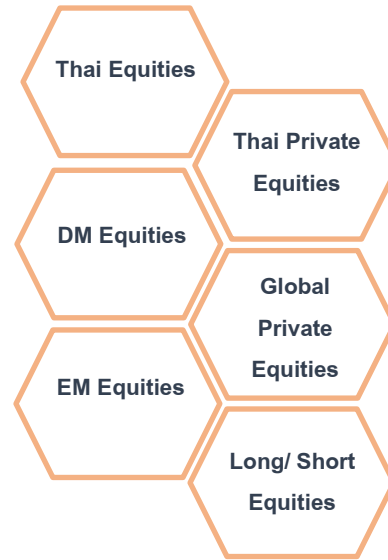 Thai Equities
Thai Private
Equities
DM Equities
Global
Private
Equities
EM Equities
Long/ Short
Equities